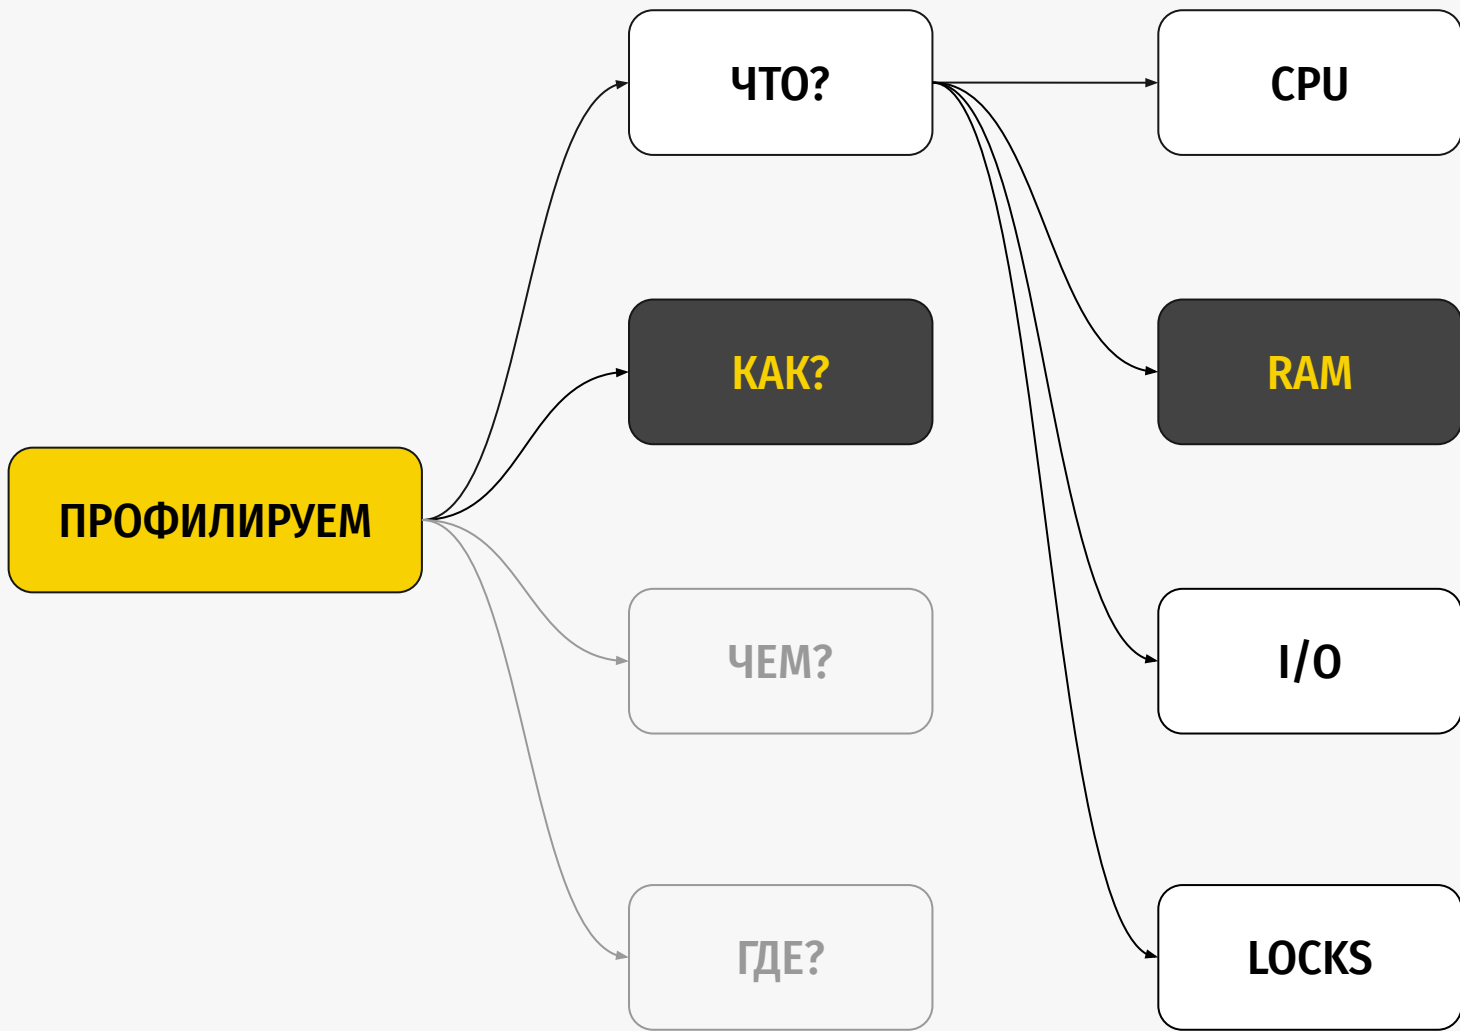 ПРОФИЛИРУЕМ
ЧТО?
КАК?
ЧЕМ?
ГДЕ?
CPU
RAM
I/O
LOCKS